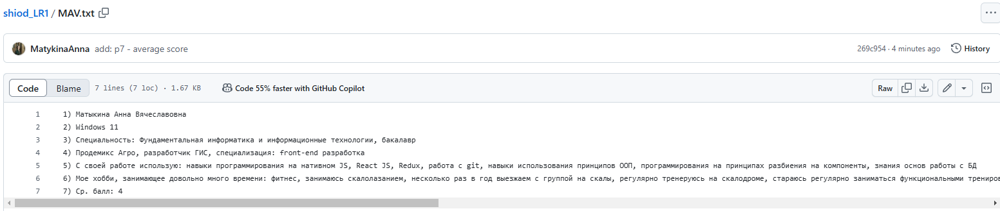 shiod_LR1 / MAV.txt
MatykinaAnna add: p7 - average score 269c954 · 4 minutes ago History
Code Blame 7 lines (7 loc) · 1.67 KB Code 55% faster with GitHub Copilot Raw
1 1) Матыкина Анна Вячеславовна
2 2) Windows 11
3 3) Специальность: Фундаментальная информатика и информационные технологии, бакалавр
4 4) Продемикс Агро, разработчик ГИС, специализация: front-end разработка
5 5) С своей работе использую: навыки программирования на нативном JS, React JS, Redux, работа с git, навыки использования принципов ООП, программирования на принципах разбиения на компоненты, знания основ работы с БД
6 6) Мое хобби, занимающее довольно много времени: фитнес, занимаюсь скалолазанием, несколько раз в год выезжаем с группой на скалы, регулярно тренеруюсь на скалодроме, стараюсь регулярно заниматься функциональными трениров
7 7) Ср. балл: 4